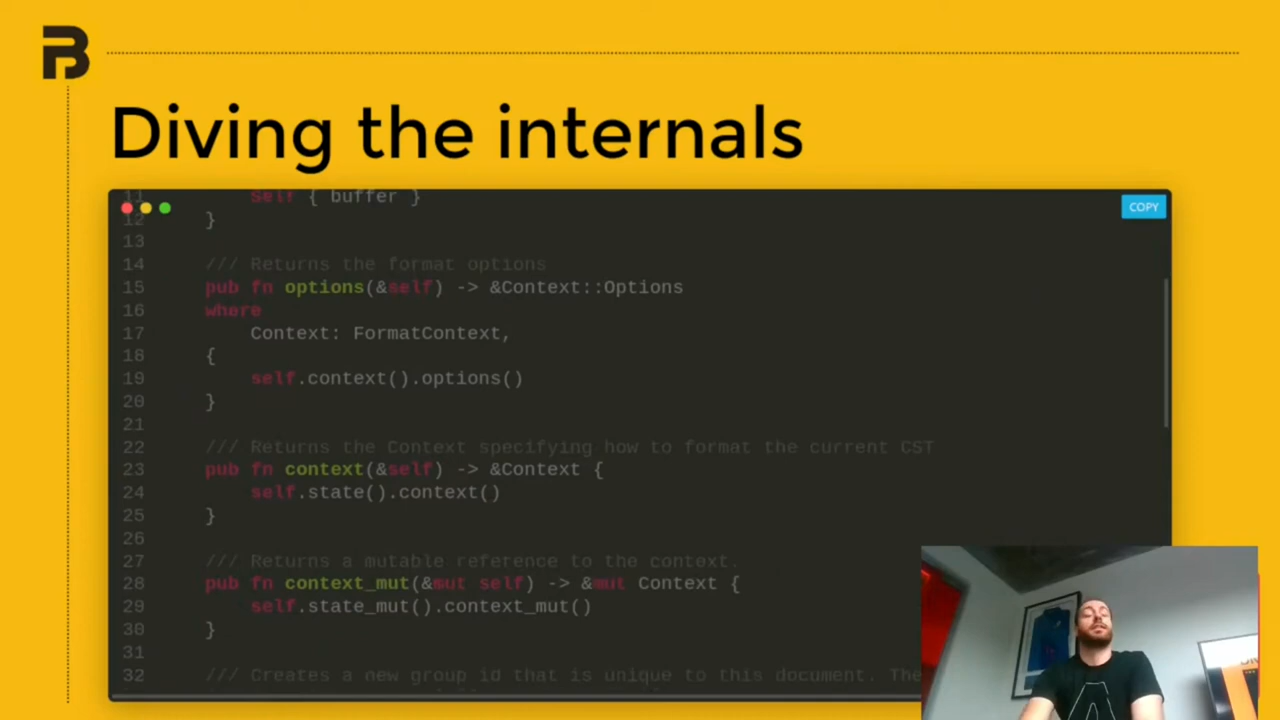 B
Diving the internals
COPY
11 Self { buffer }
12 }
13
14 /// Returns the format options
15 pub fn options(&self) -> &Context::Options
16 where
17 Context: FormatContext,
18 {
19 self.context().options()
20 }
21
22 /// Returns the Context specifying how to format the current CST
23 pub fn context(&self) -> &Context {
24 self.state().context()
25 }
26
27 /// Returns a mutable reference to the context.
28 pub fn context_mut(&mut self) -> &mut Context {
29 self.state_mut().context_mut()
30 }
31
32 /// Creates a new group id that is unique to this document. The